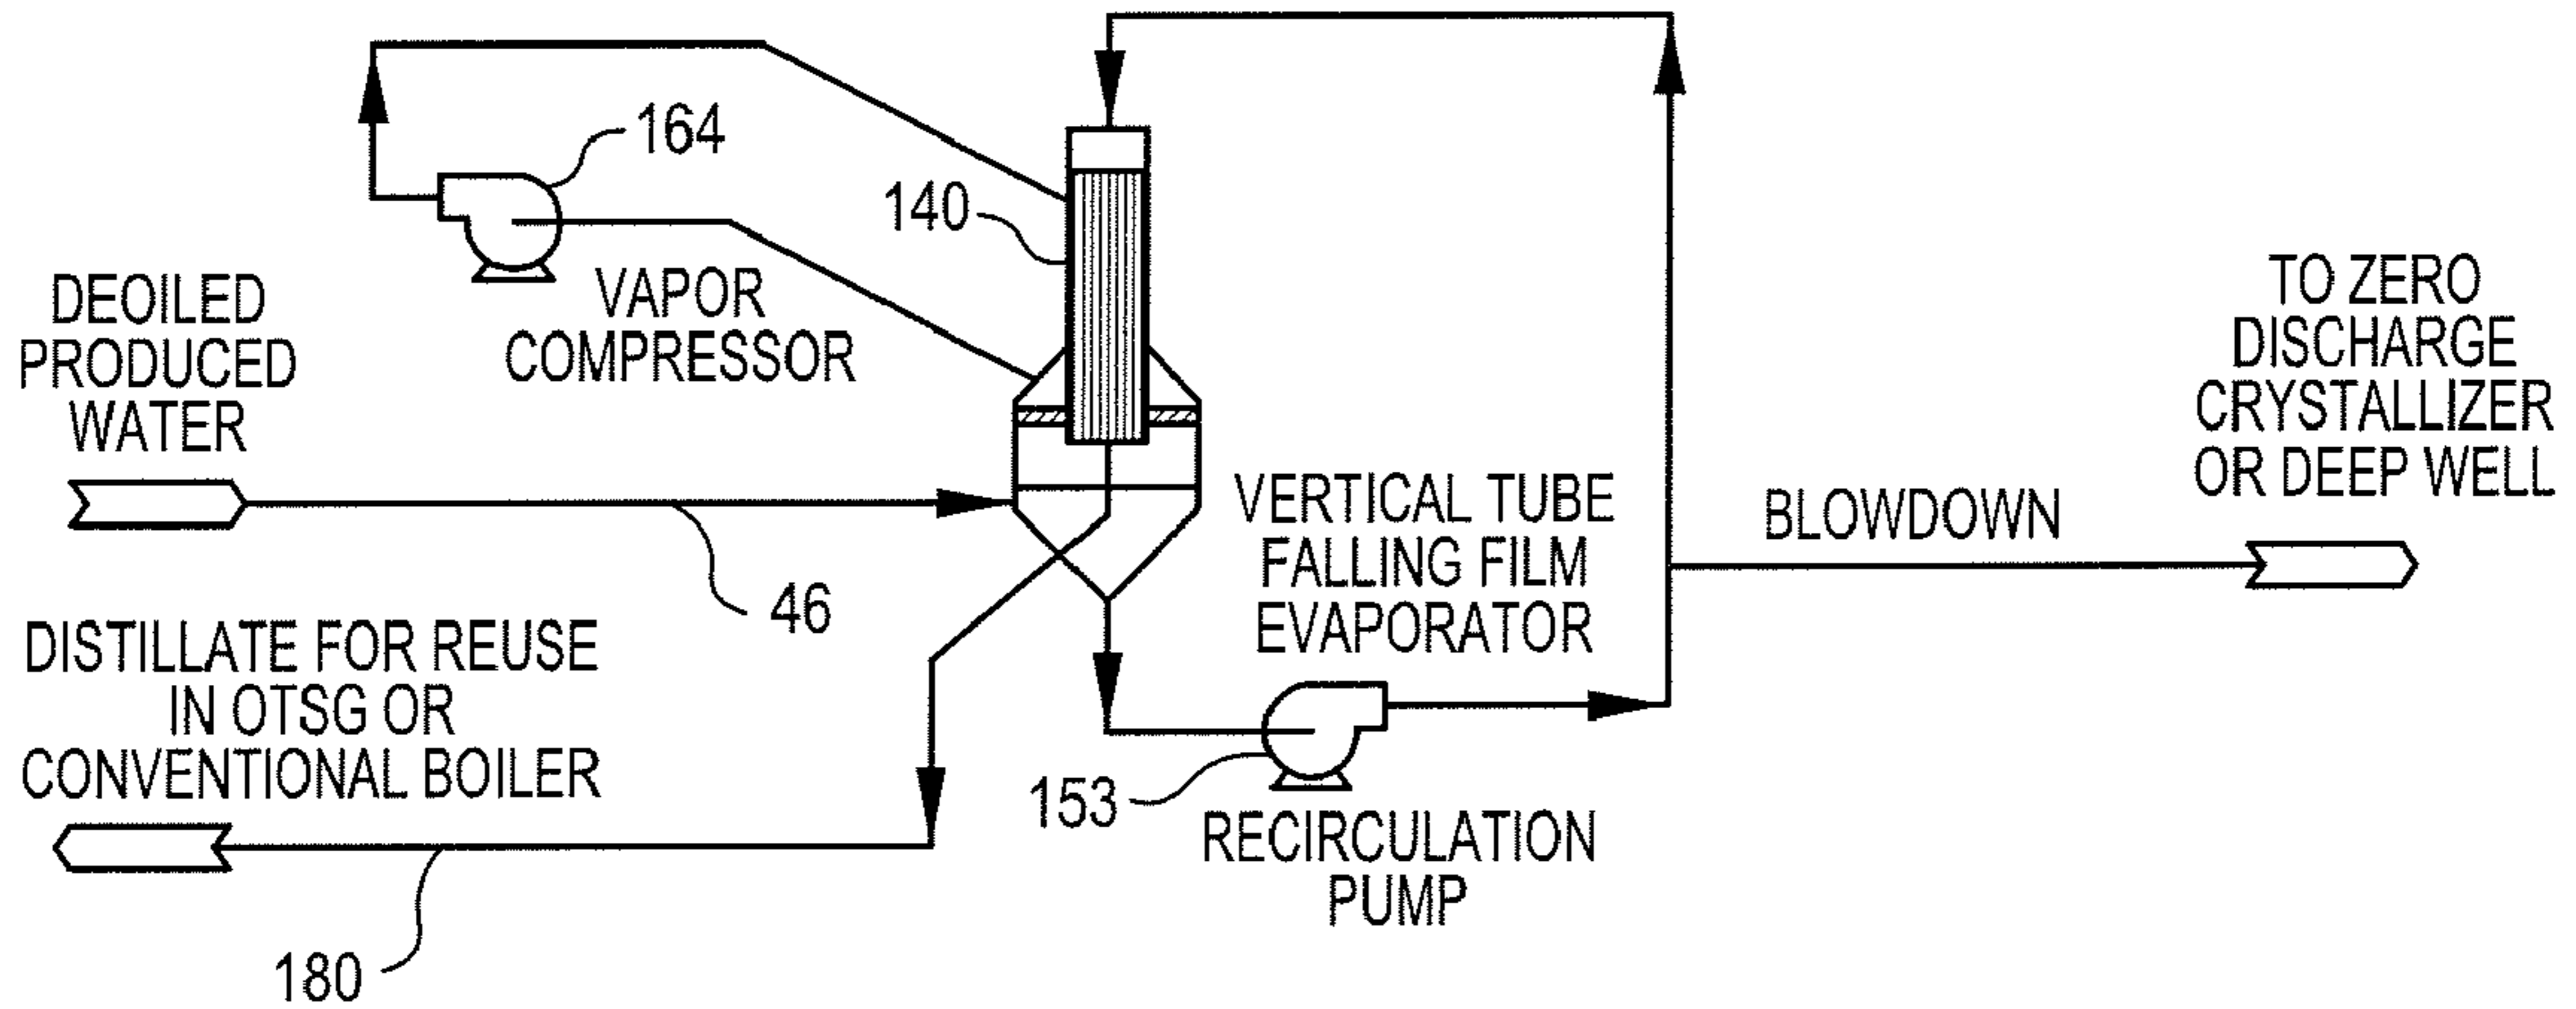 164
140
VAPOR
COMPRESSOR
DEOILED
PRODUCED
WATER
46
DISTILLATE FOR REUSE
IN OTSG OR
CONVENTIONAL BOILER
180
VERTICAL TUBE
FALLING FILM
EVAPORATOR
153
RECIRCULATION
PUMP
BLOWDOWN
TO ZERO
DISCHARGE
CRYSTALLIZER
OR DEEP WELL